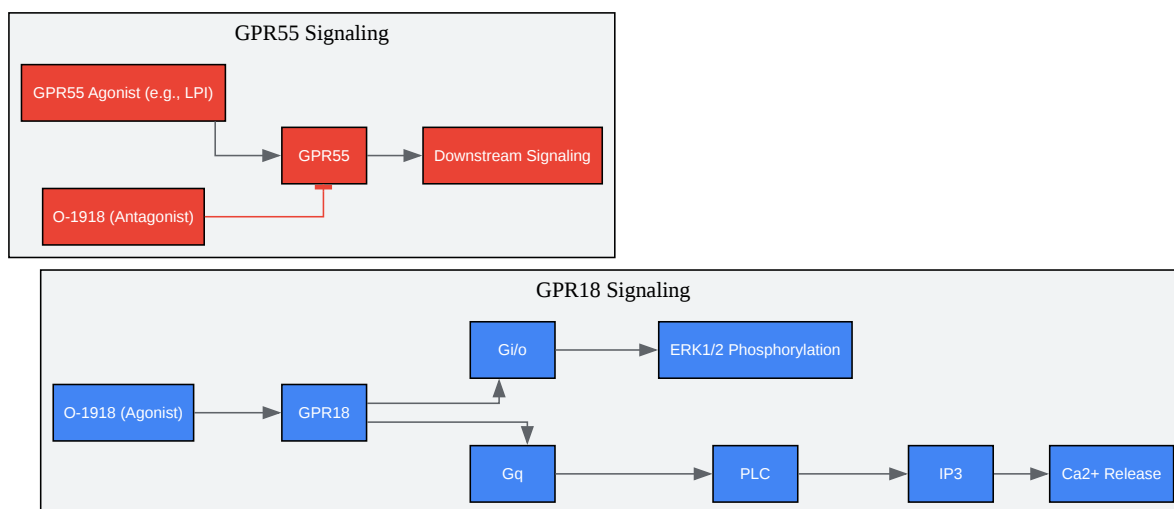 GPR55 Signaling
GPR55 Agonist (e.g., LPI)
GPR55
Downstream Signaling
O-1918 (Antagonist)
GPR18 Signaling
Gi/o
ERK1/2 Phosphorylation
O-1918 (Agonist)
GPR18
Gq
PLC
IP3
Ca2+ Release